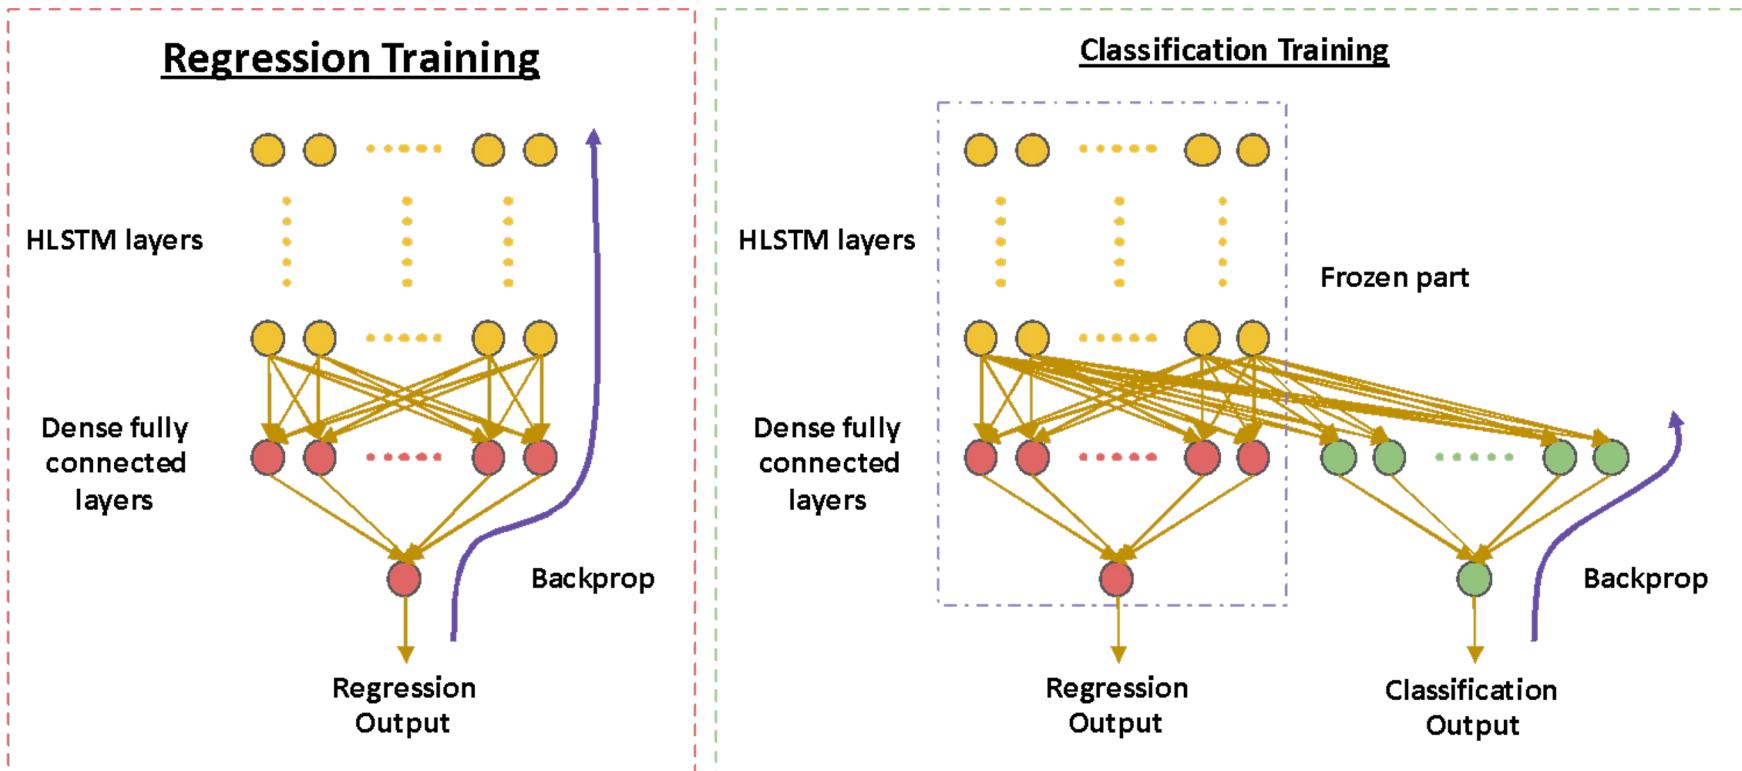 Regression Training
HLSTM layers
Dense fully
connected
layers
Backprop
Regression
Output
Classification Training
HLSTM layers
Frozen part
Dense fully
connected
layers
Backprop
Regression
Output
Classification
Output